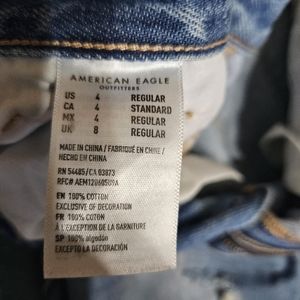 AMERICAN EAGLE
OUTFITTERS
US 4 REGULAR
CA 4 STANDARD
MX 4 REGULAR
UK 8 REGULAR
MADE IN CHINA / FABRIQUÉ EN CHINE /
HECHO EN CHINA
RN 54485/CA 03873
RFC# AEM120605U9A
EN 100% COTTON
EXCLUSIVE OF DECORATION
FR 100% COTON
À L'EXCEPTION DE LA GARNITURE
SP 100% algodón
EXCEPTO LA DECORACIÓN